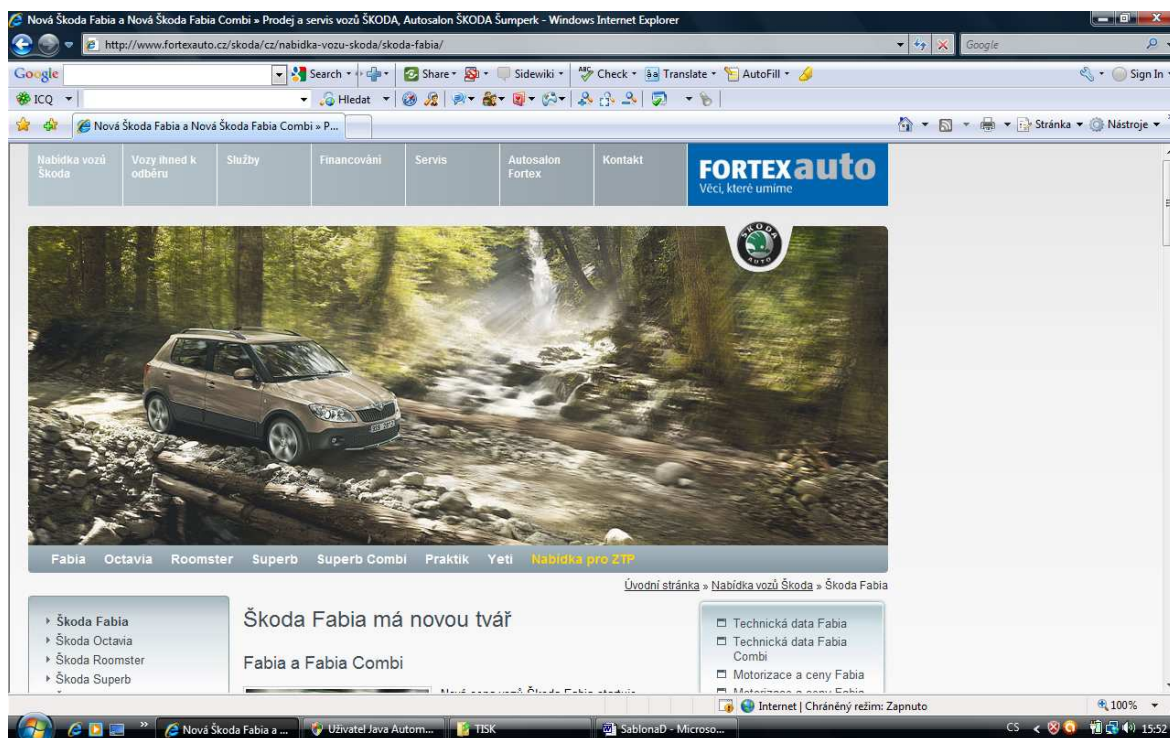 Nová Škoda Fabia a Nová Škoda Fabia Combi » Prodej a servis vozů ŠKODA, Autosalon ŠKODA Šumperk - Windows Internet Explorer
http://www.fortexauto.cz/skoda/cz/nabidka-vozu-skoda/skoda-fabia/
Google
Google Search Share Sidewiki Check Translate AutoFill Sign In
ICQ Hledat
Nová Škoda Fabia a Nová Škoda Fabia Combi » P...
Stránka Nástroje
Nabídka vozů Škoda
Vozy ihned k odběru
Služby
Financování
Servis
Autosalon Fortex
Kontakt
FORTEX auto
Věci, které umíme
ŠKODA
AUTO
Fabia Octavia Roomster Superb Superb Combi Praktik Yeti Nabídka pro ZTP
Úvodní stránka » Nabídka vozů Škoda » Škoda Fabia
Škoda Fabia
Škoda Octavia
Škoda Roomster
Škoda Superb
Škoda Fabia má novou tvář
Fabia a Fabia Combi
Technická data Fabia
Technická data Fabia
Combi
Motorizace a ceny Fabia
Internet | Chráněný režim: Zapnuto
100%
Nová Škoda Fabia a ...
Uživatel Java Autom...
TISK
SablonaD - Microso...
CS
15:52